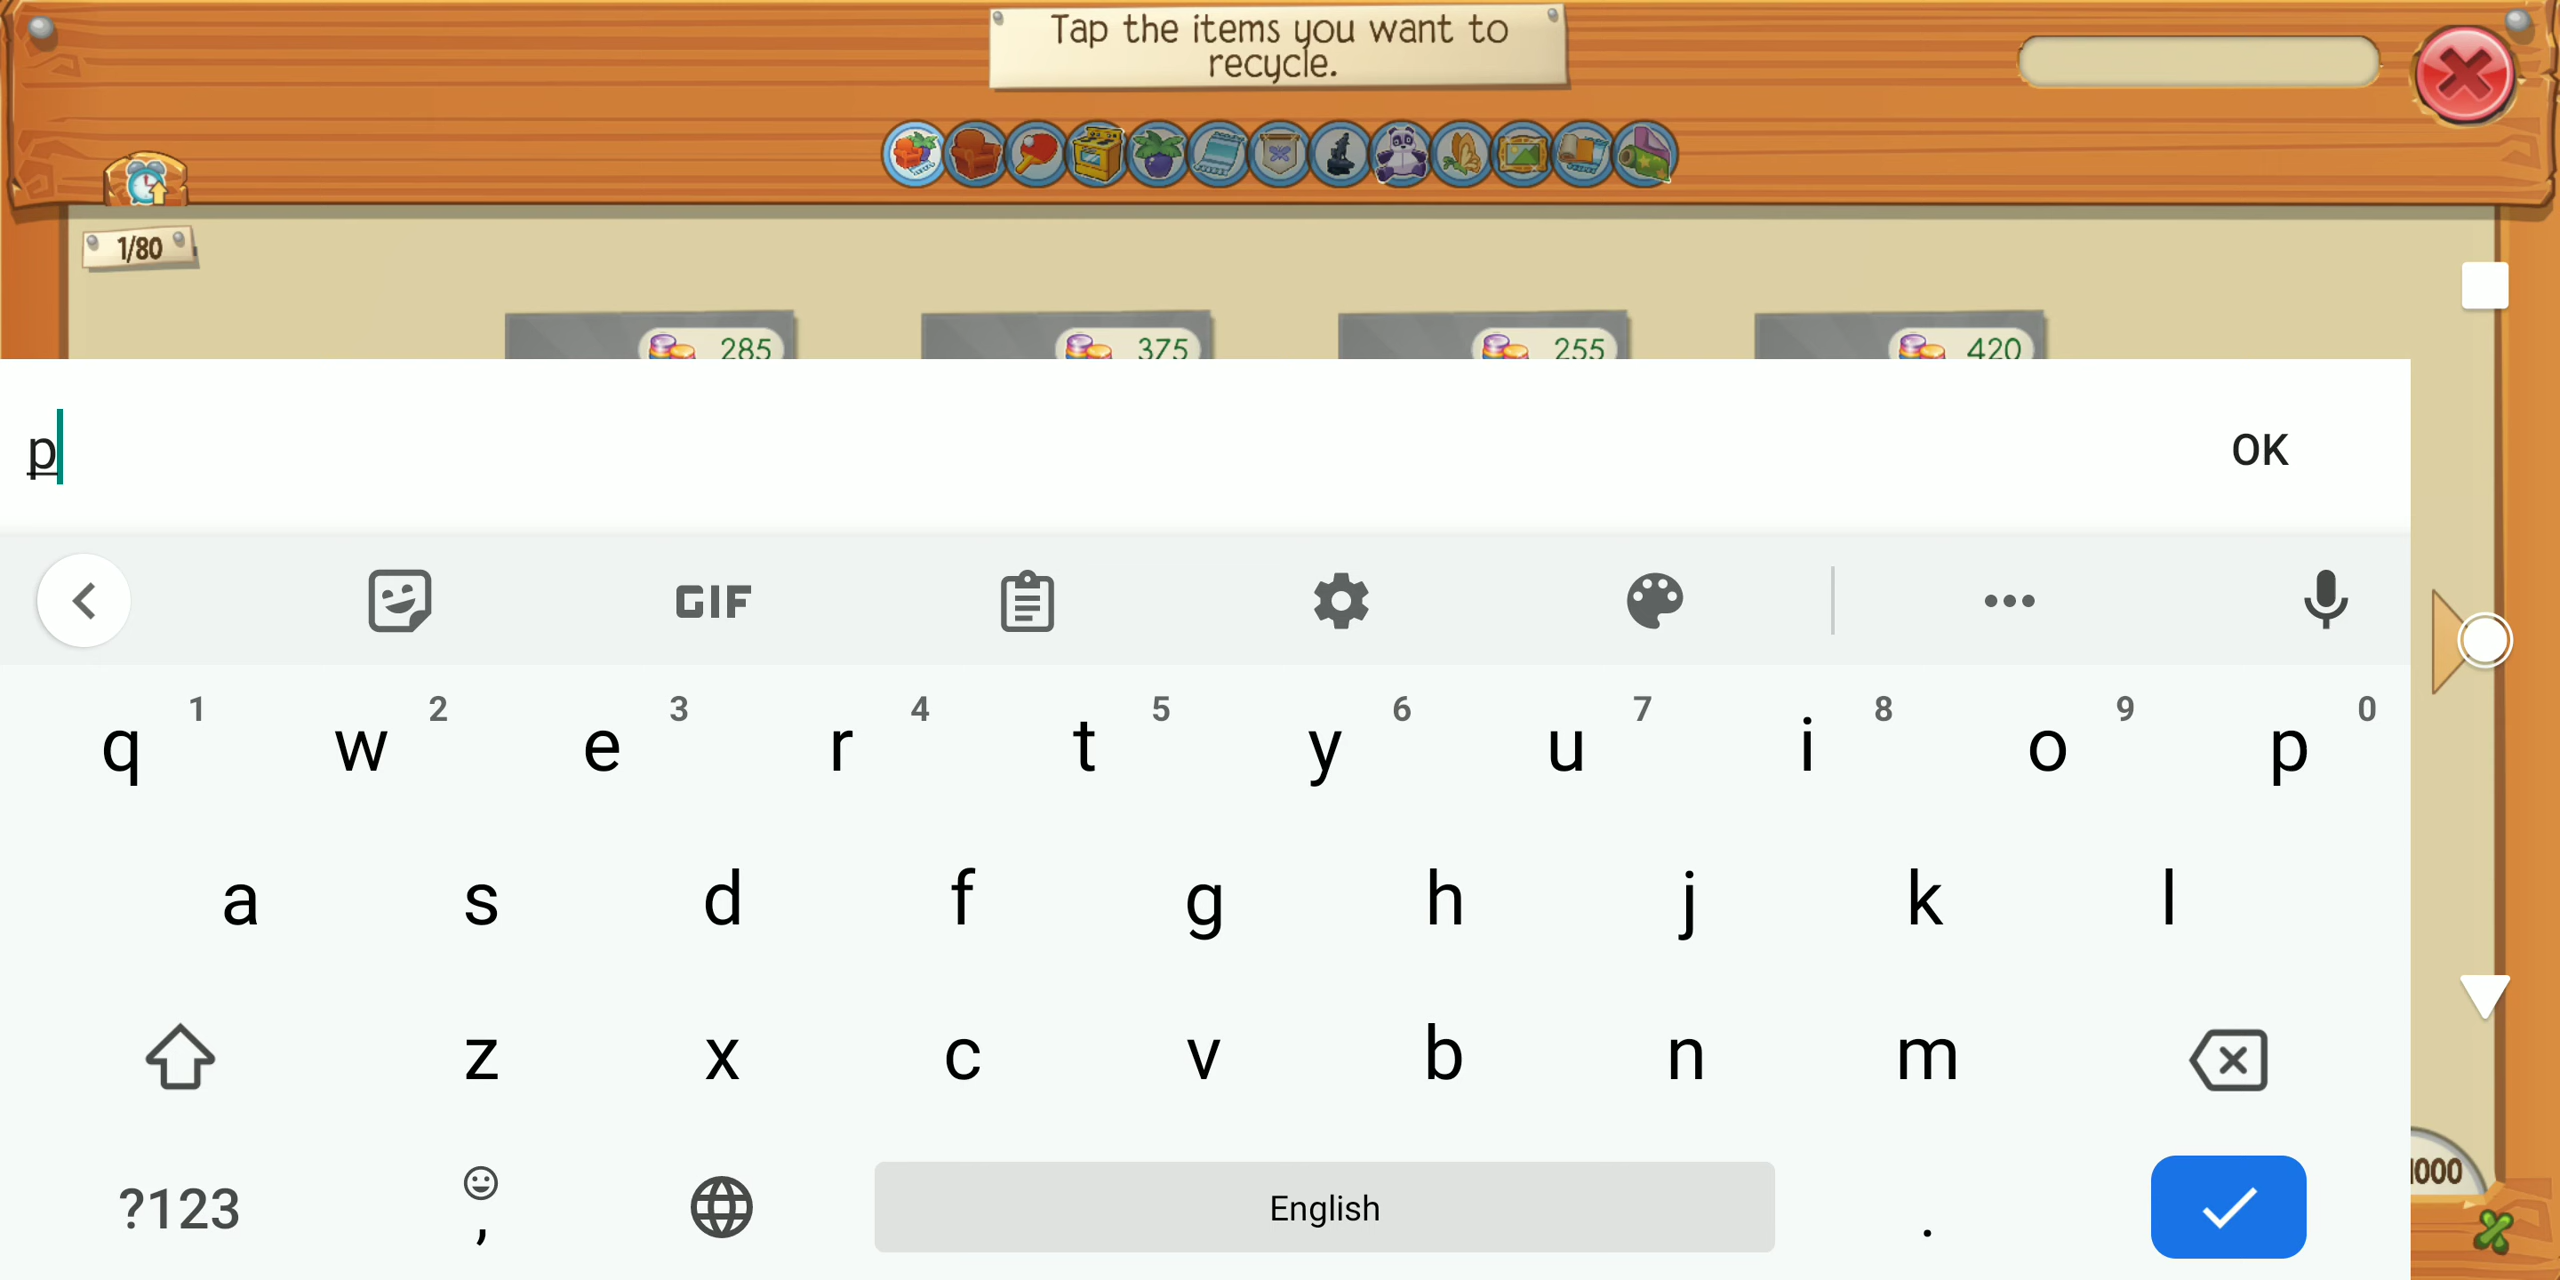 Tap the items you want to
recycle.
1/80
285
375
255
420
p
OK
GIF
1 2 3 4 5 6 7 8 9 0
q w e r t y u i o p
a s d f g h j k l
z x c v b n m
?123 , English .
000